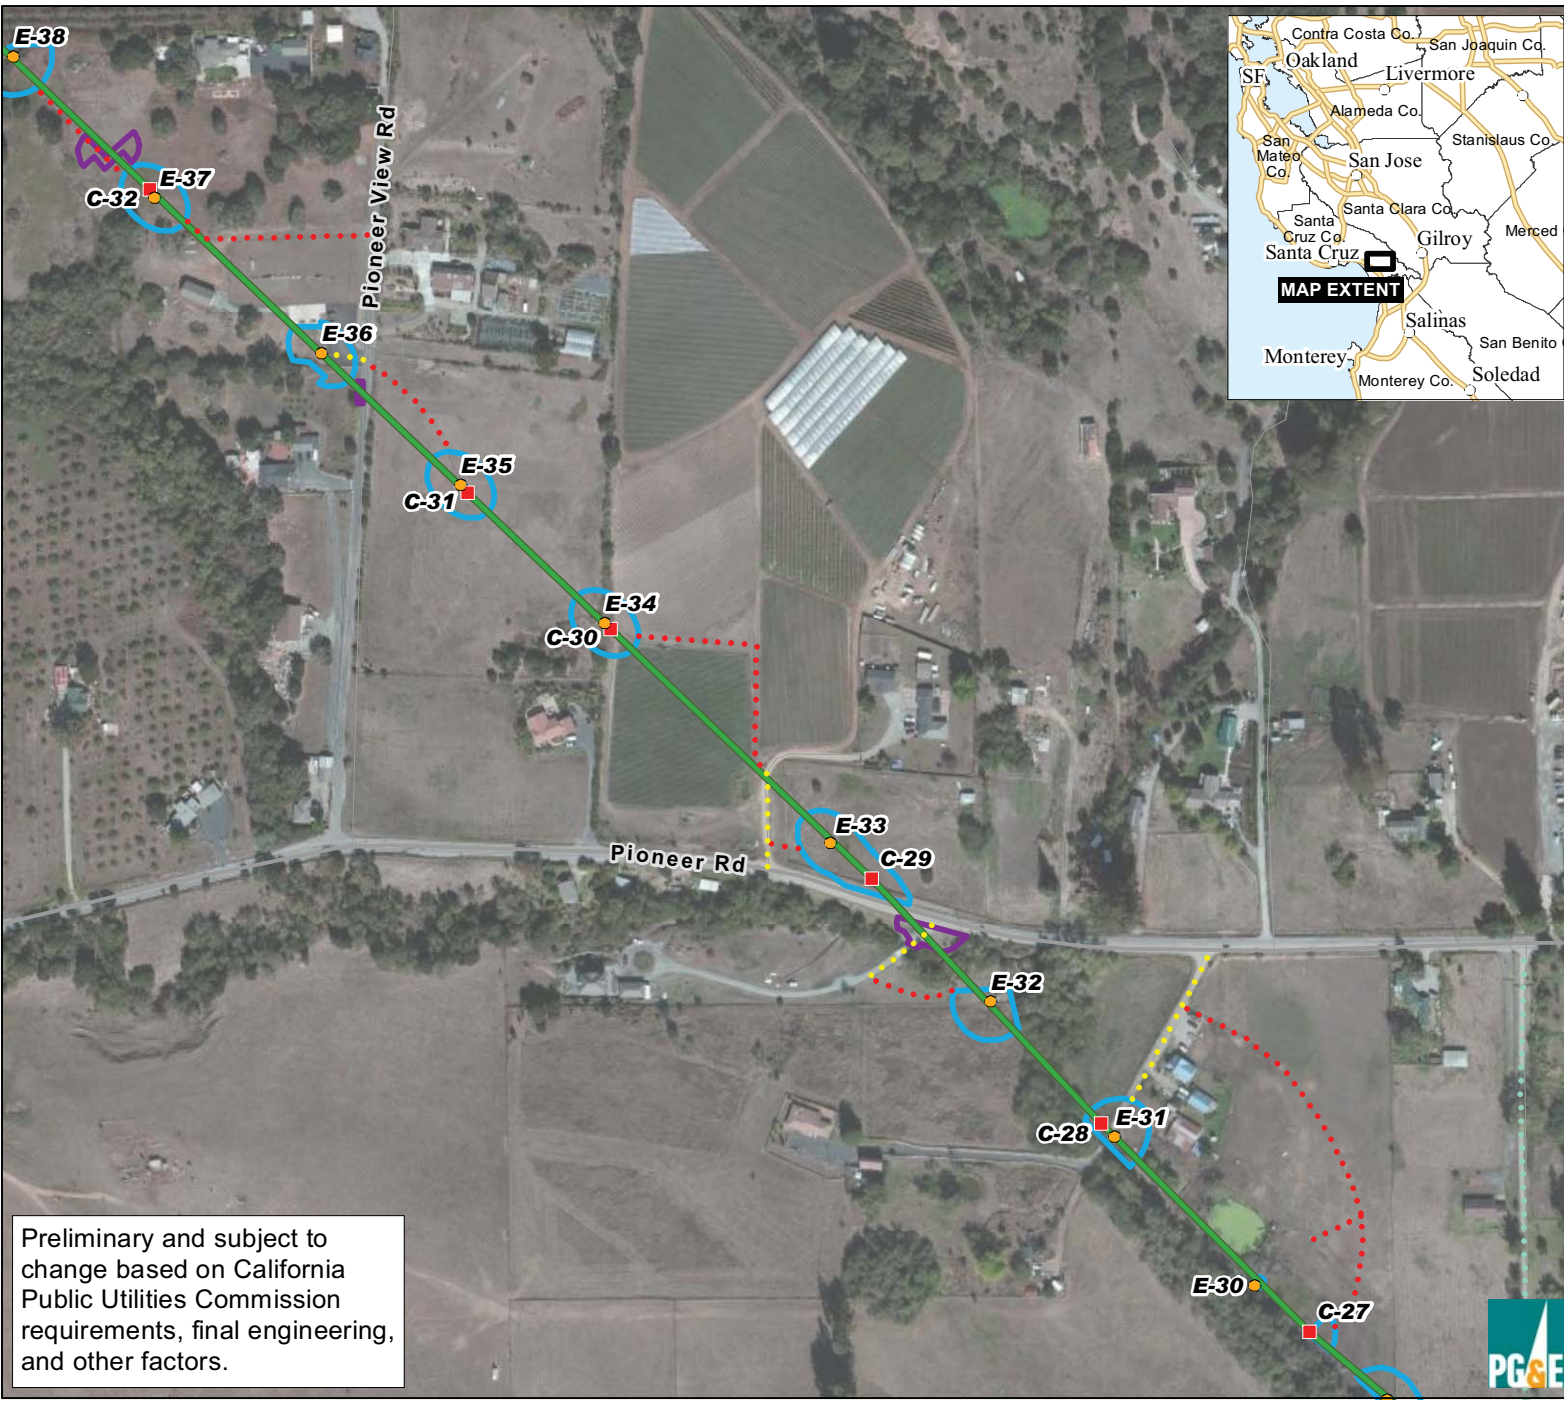 E-38
Pioneer View Rd
E-37
C-32
E-36
E-35
C-31
E-34
C-30
E-33
C-29
Pioneer Rd
E-32
E-31
C-28
E-30
C-27
Contra Costa Co.
San Joaquin Co.
Oakland
SF
Livermore
Alameda Co.
Stanislaus Co.
San
Mateo
Co.
San Jose
Santa Clara Co.
Santa
Cruz Co.
Merced
Gilroy
Santa Cruz
MAP EXTENT
Salinas
San Benito
Monterey
Monterey Co.
Soledad
Preliminary and subject to
change based on California
Public Utilities Commission
requirements, final engineering,
and other factors.
PG&E